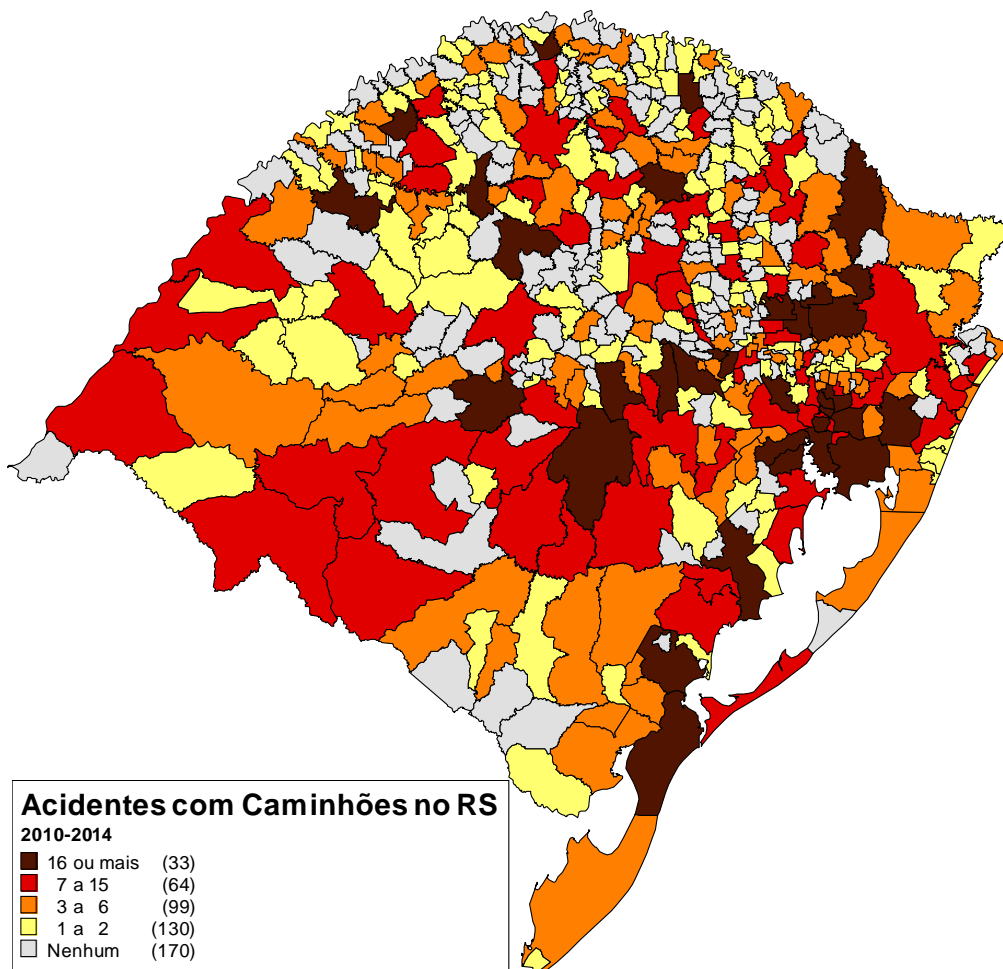 Acidentes com Caminhões no RS
2010-2014
16 ou mais (33)
7 a 15 (64)
3 a 6 (99)
1 a 2 (130)
Nenhum (170)